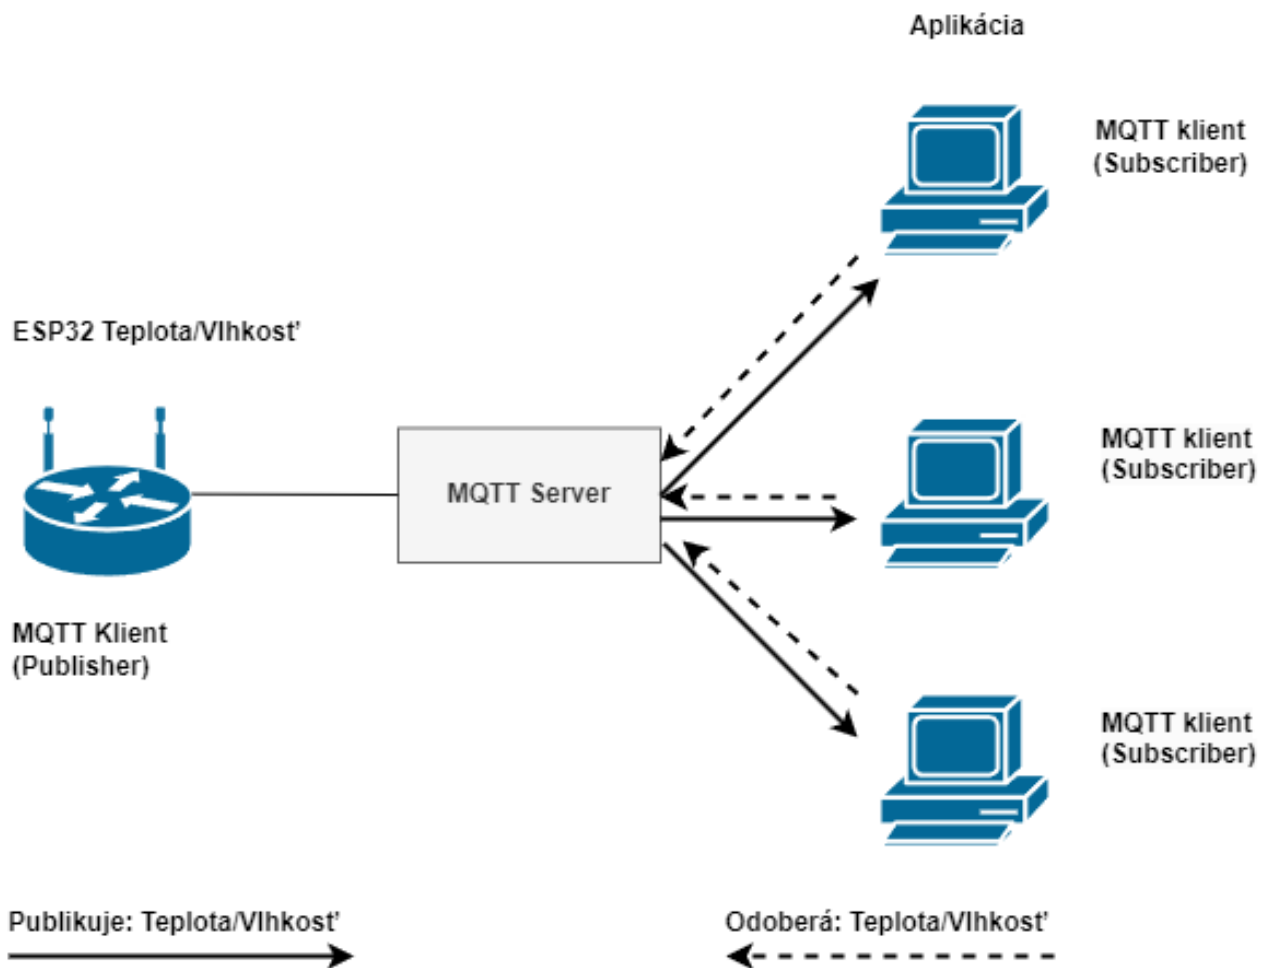 Aplikácia
MQTT klient
(Subscriber)
ESP32 Teplota/Vlhkosť
MQTT klient
(Subscriber)
MQTT Server
MQTT Klient
(Publisher)
MQTT klient
(Subscriber)
Publikuje: Teplota/Vlhkosť
Odoberá: Teplota/Vlhkosť